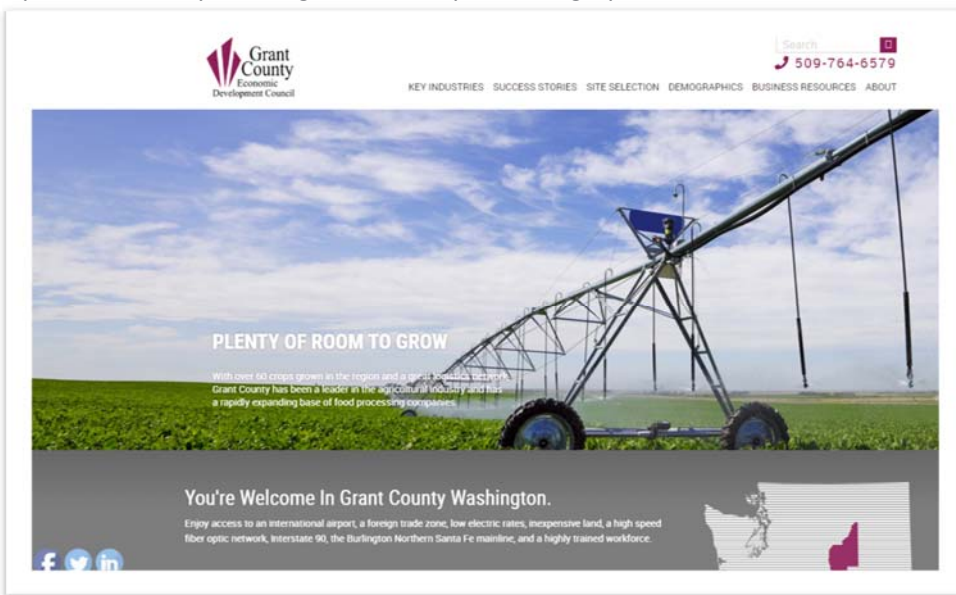 Grant
County
Economic
Development Council
Search
509-764-6579
KEY INDUSTRIES SUCCESS STORIES SITE SELECTION DEMOGRAPHICS BUSINESS RESOURCES ABOUT
PLENTY OF ROOM TO GROW
With over 60 crops grown in the region and a great logistics network,
Grant County has been a leader in the agricultural industry and has
a rapidly expanding base of food processing companies
You're Welcome In Grant County Washington.
Enjoy access to an international airport, a foreign trade zone, low electric rates, inexpensive land, a high speed
fiber optic network, Interstate 90, the Burlington Northern Santa Fe mainline, and a highly trained workforce.
f in